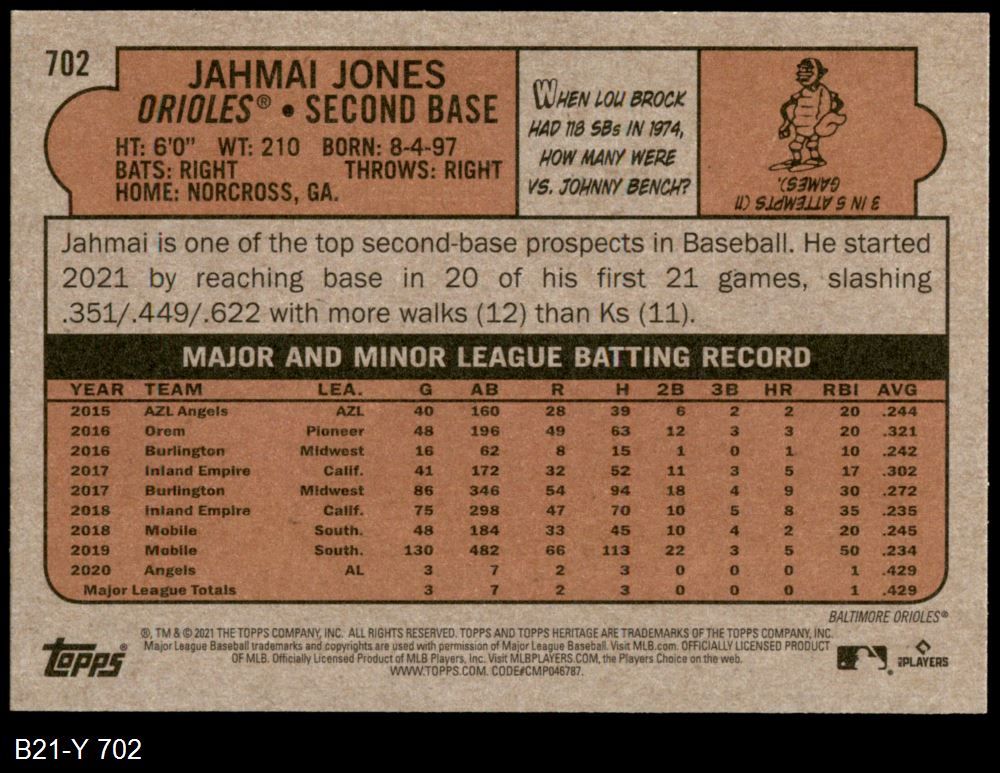 702
JAHMAI JONES
ORIOLES® • SECOND BASE
HT: 6'0" WT: 210 BORN: 8-4-97
BATS: RIGHT THROWS: RIGHT
HOME: NORCROSS, GA.
WHEN LOU BROCK
HAD 118 SBs IN 1974,
HOW MANY WERE
VS. JOHNNY BENCH?
3 IN 5 ATTEMPTS (11
GAMES).
Jahmai is one of the top second-base prospects in Baseball. He started
2021 by reaching base in 20 of his first 21 games, slashing
.351/.449/.622 with more walks (12) than Ks (11).
MAJOR AND MINOR LEAGUE BATTING RECORD
YEAR TEAM LEA. G AB R H 2B 3B HR RBI AVG
2015 AZL Angels AZL 40 160 28 39 6 2 2 20 .244
2016 Orem Pioneer 48 196 49 63 12 3 3 20 .321
2016 Burlington Midwest 16 62 8 15 1 0 1 10 .242
2017 Inland Empire Calif. 41 172 32 52 11 3 5 17 .302
2017 Burlington Midwest 86 346 54 94 18 4 9 30 .272
2018 Inland Empire Calif. 75 298 47 70 10 5 8 35 .235
2018 Mobile South. 48 184 33 45 10 4 2 20 .245
2019 Mobile South. 130 482 66 113 22 3 5 50 .234
2020 Angels AL 3 7 2 3 0 0 0 1 .429
Major League Totals 3 7 2 3 0 0 0 1 .429
BALTIMORE ORIOLES®
®, TM & © 2021 THE TOPPS COMPANY, INC. ALL RIGHTS RESERVED. TOPPS AND TOPPS HERITAGE ARE TRADEMARKS OF THE TOPPS COMPANY, INC.
Major League Baseball trademarks and copyrights are used with permission of Major League Baseball. Visit MLB.com. OFFICIALLY LICENSED PRODUCT
OF MLB. Officially Licensed Product of MLB Players, Inc. Visit MLBPLAYERS.COM, the Players Choice on the web.
WWW.TOPPS.COM. CODE#CMP046787.
topps®
PLAYERS
B21-Y 702